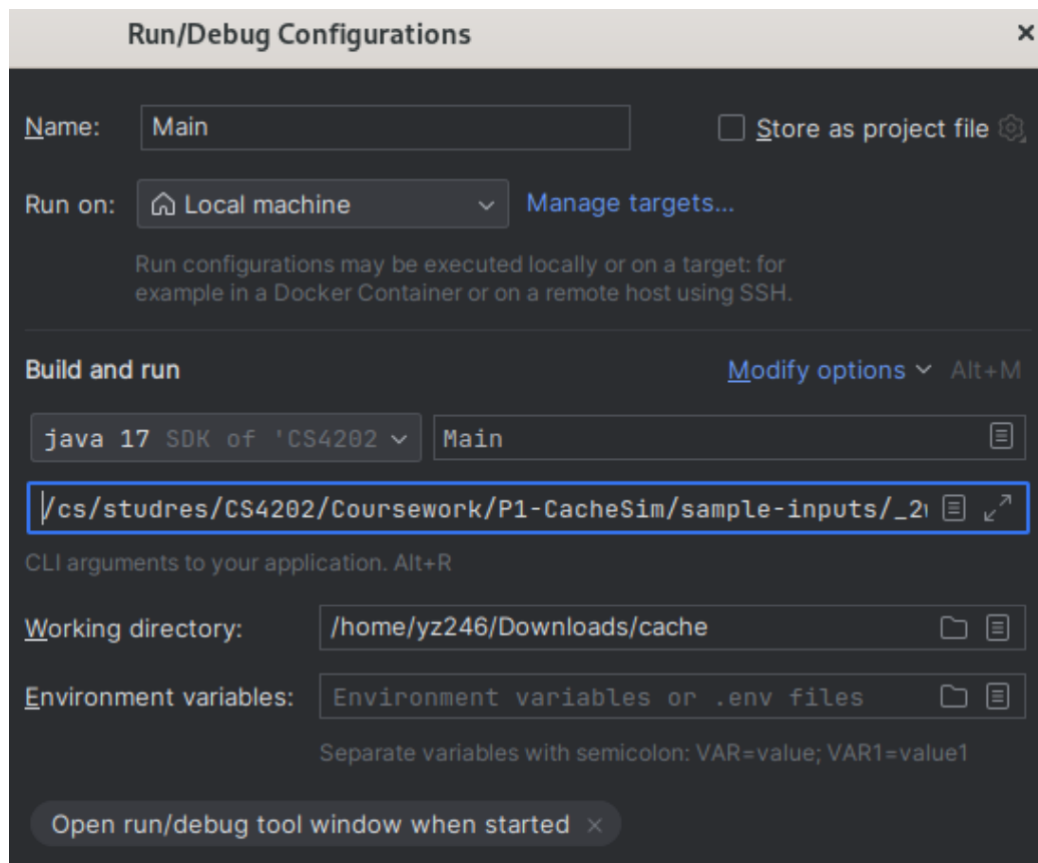 Run/Debug Configurations ×
Name: Main Store as project file
Run on: Local machine Manage targets...
Run configurations may be executed locally or on a target: for
example in a Docker Container or on a remote host using SSH.
Build and run Modify options Alt+M
java 17 SDK of 'CS4202 Main
/cs/studres/CS4202/Coursework/P1-CacheSim/sample-inputs/_2
CLI arguments to your application. Alt+R
Working directory: /home/yz246/Downloads/cache
Environment variables: Environment variables or .env files
Separate variables with semicolon: VAR=value; VAR1=value1
Open run/debug tool window when started ×